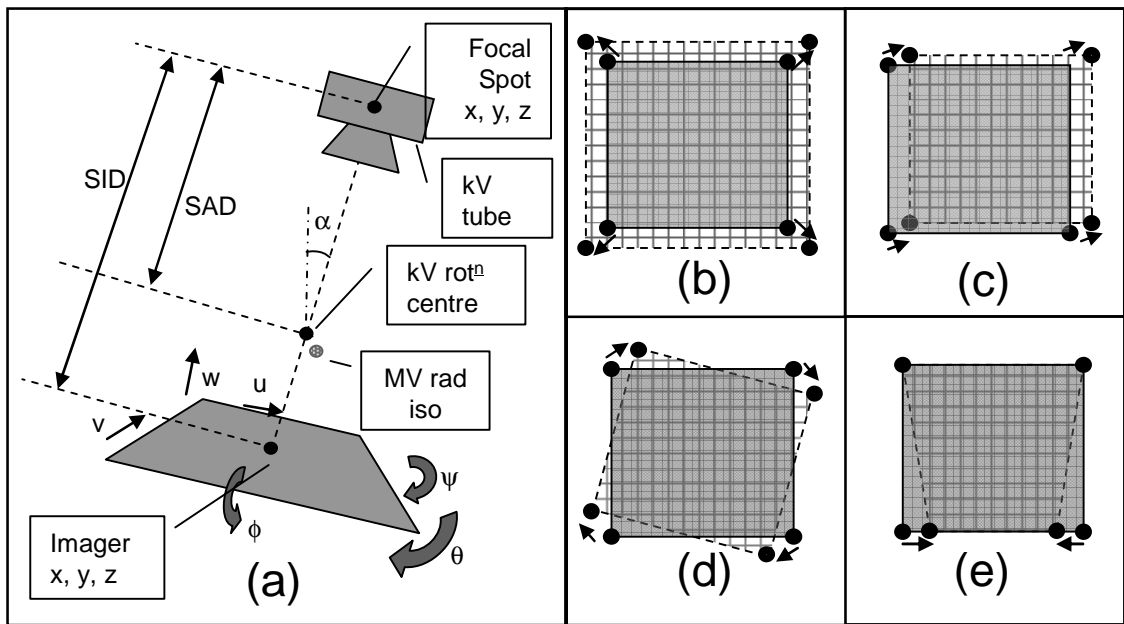 Focal
Spot
x, y, z
kV
tube
SID
SAD
α
kV rotn
centre
MV rad
iso
w
u
v
ψ
ϕ
θ
Imager
x, y, z
(a)
(b)
(c)
(d)
(e)